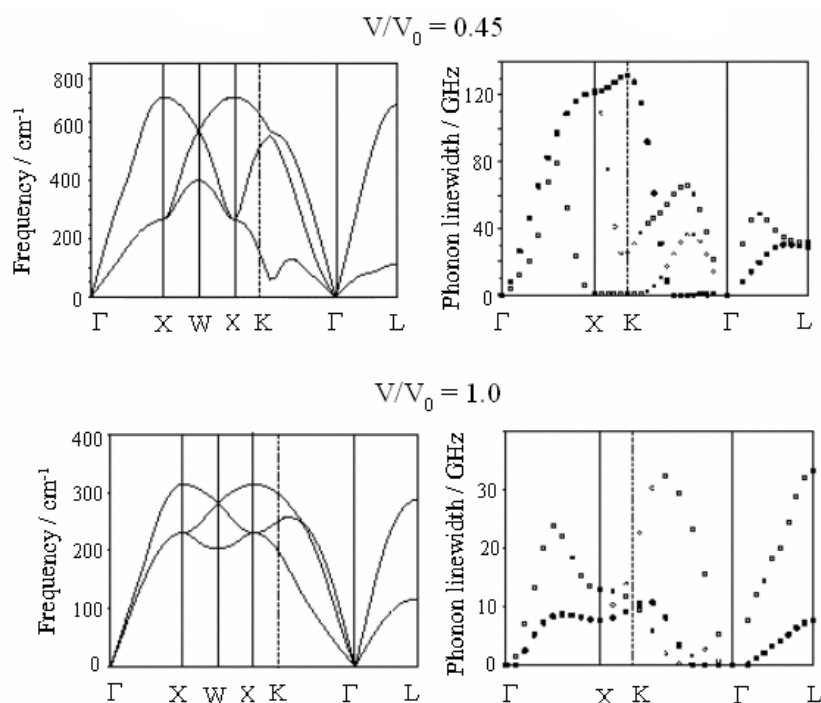 V/V₀ = 0.45
Frequency / cm⁻¹
800
600
400
200
0
Γ X W X K Γ L
Phonon linewidth / GHz
120
80
40
0
Γ X K Γ L
V/V₀ = 1.0
Frequency / cm⁻¹
400
300
200
100
0
Γ X W X K Γ L
Phonon linewidth / GHz
30
20
10
0
Γ X K Γ L